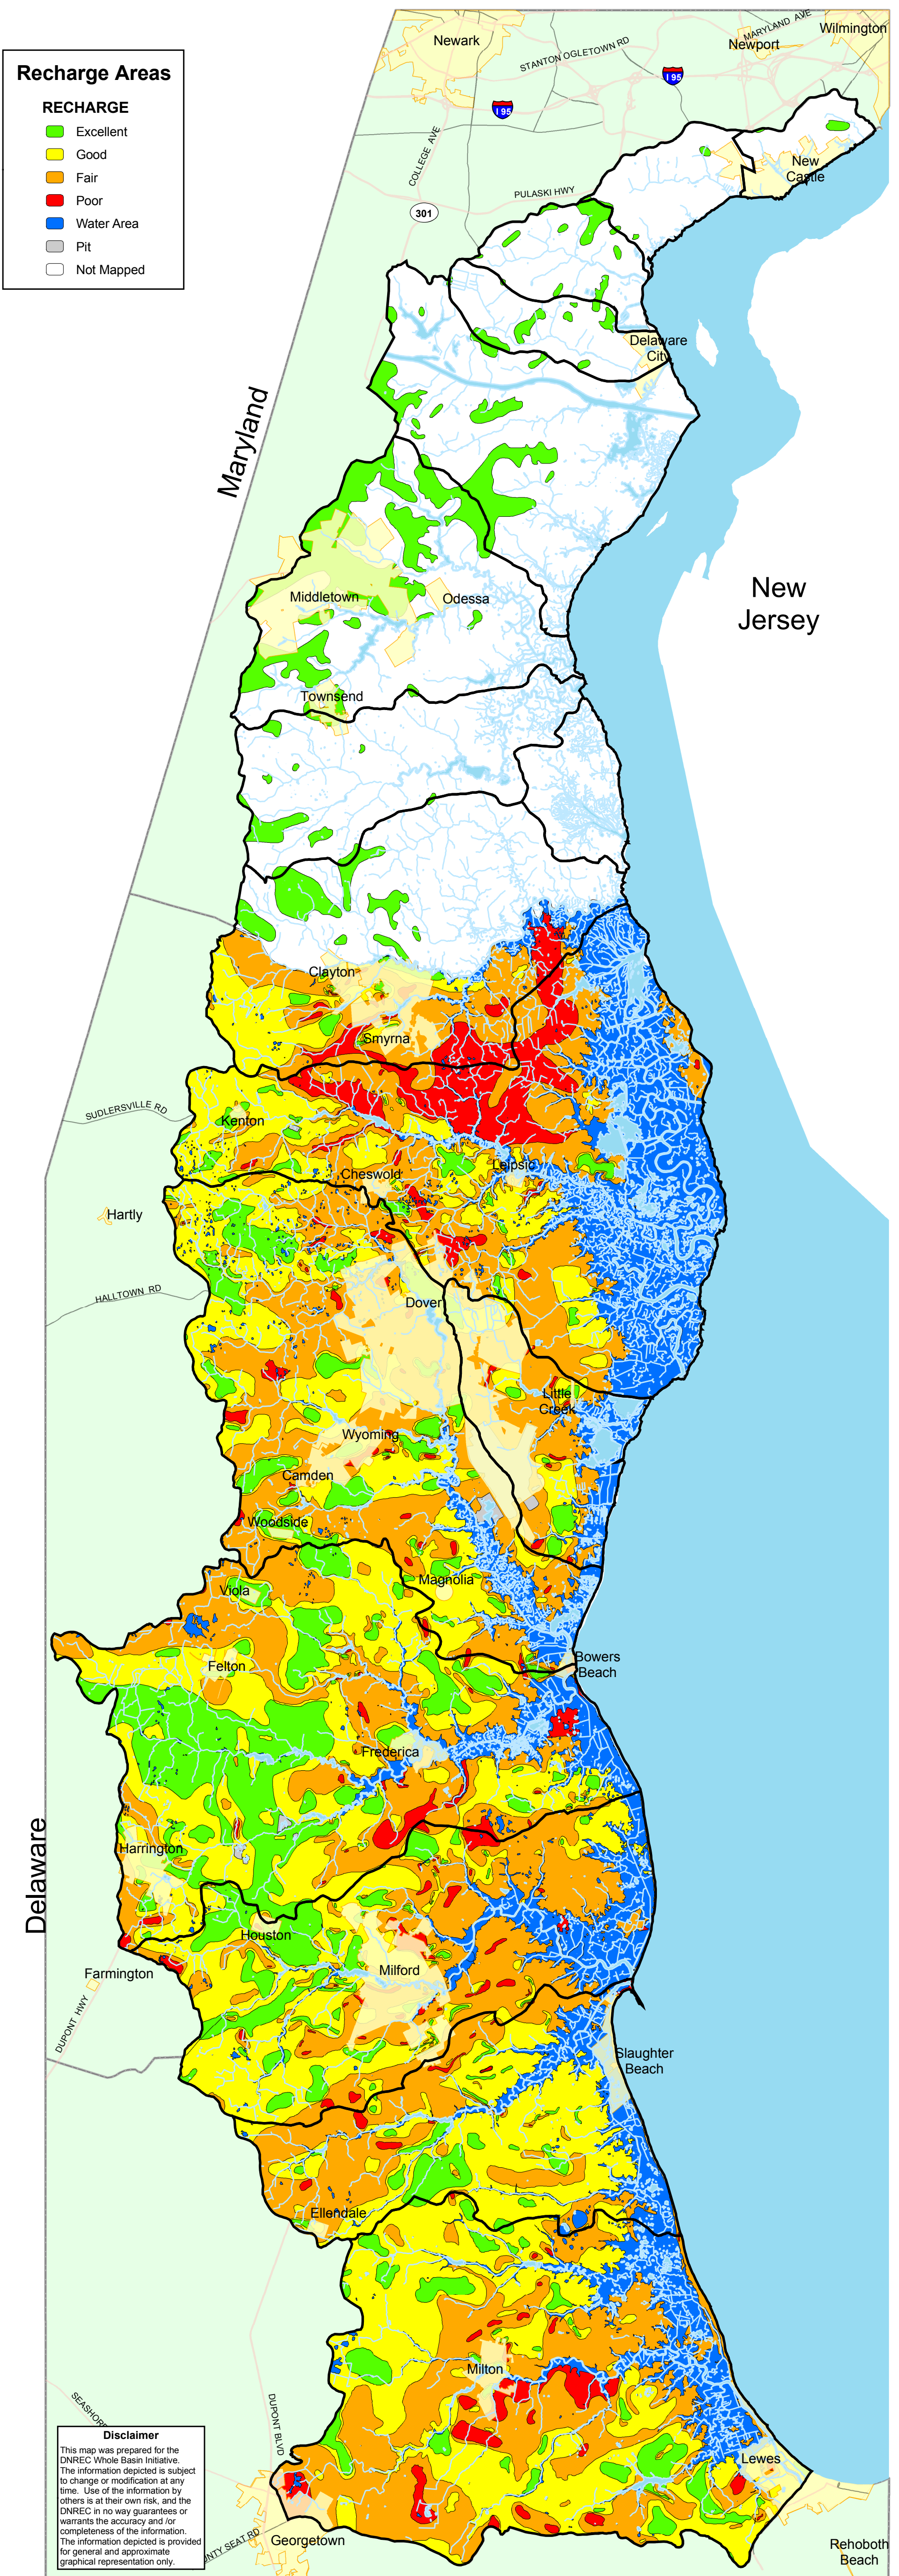 Newark
STANTON OGLETOWN RD
Newport
MARYLAND AVE
Wilmington
I 95
I 95
Recharge Areas
RECHARGE
Excellent
Good
Fair
Poor
Water Area
Pit
Not Mapped
COLLEGE AVE
New
Castle
PULASKI HWY
301
Delaware
City
Maryland
New
Jersey
Middletown
Odessa
Townsend
Clayton
Smyrna
SUDLERSVILLE RD
Kenton
Cheswold
Leipsic
Hartly
HALLTOWN RD
Dover
Little
Creek
Wyoming
Camden
Woodside
Magnolia
Viola
Felton
Bowers
Beach
Frederica
Delaware
Harrington
Houston
Farmington
Milford
DUPONT HWY
Slaughter
Beach
Ellendale
Milton
SEASHOR
DUPONT BLVD
Disclaimer
This map was prepared for the
DNREC Whole Basin Initiative.
The information depicted is subject
to change or modification at any
time. Use of the information by
others is at their own risk, and the
DNREC in no way guarantees or
warrants the accuracy and /or
completeness of the information.
The information depicted is provided
for general and approximate
graphical representation only.
Lewes
UNTY SEAT RD
Georgetown
Rehoboth
Beach